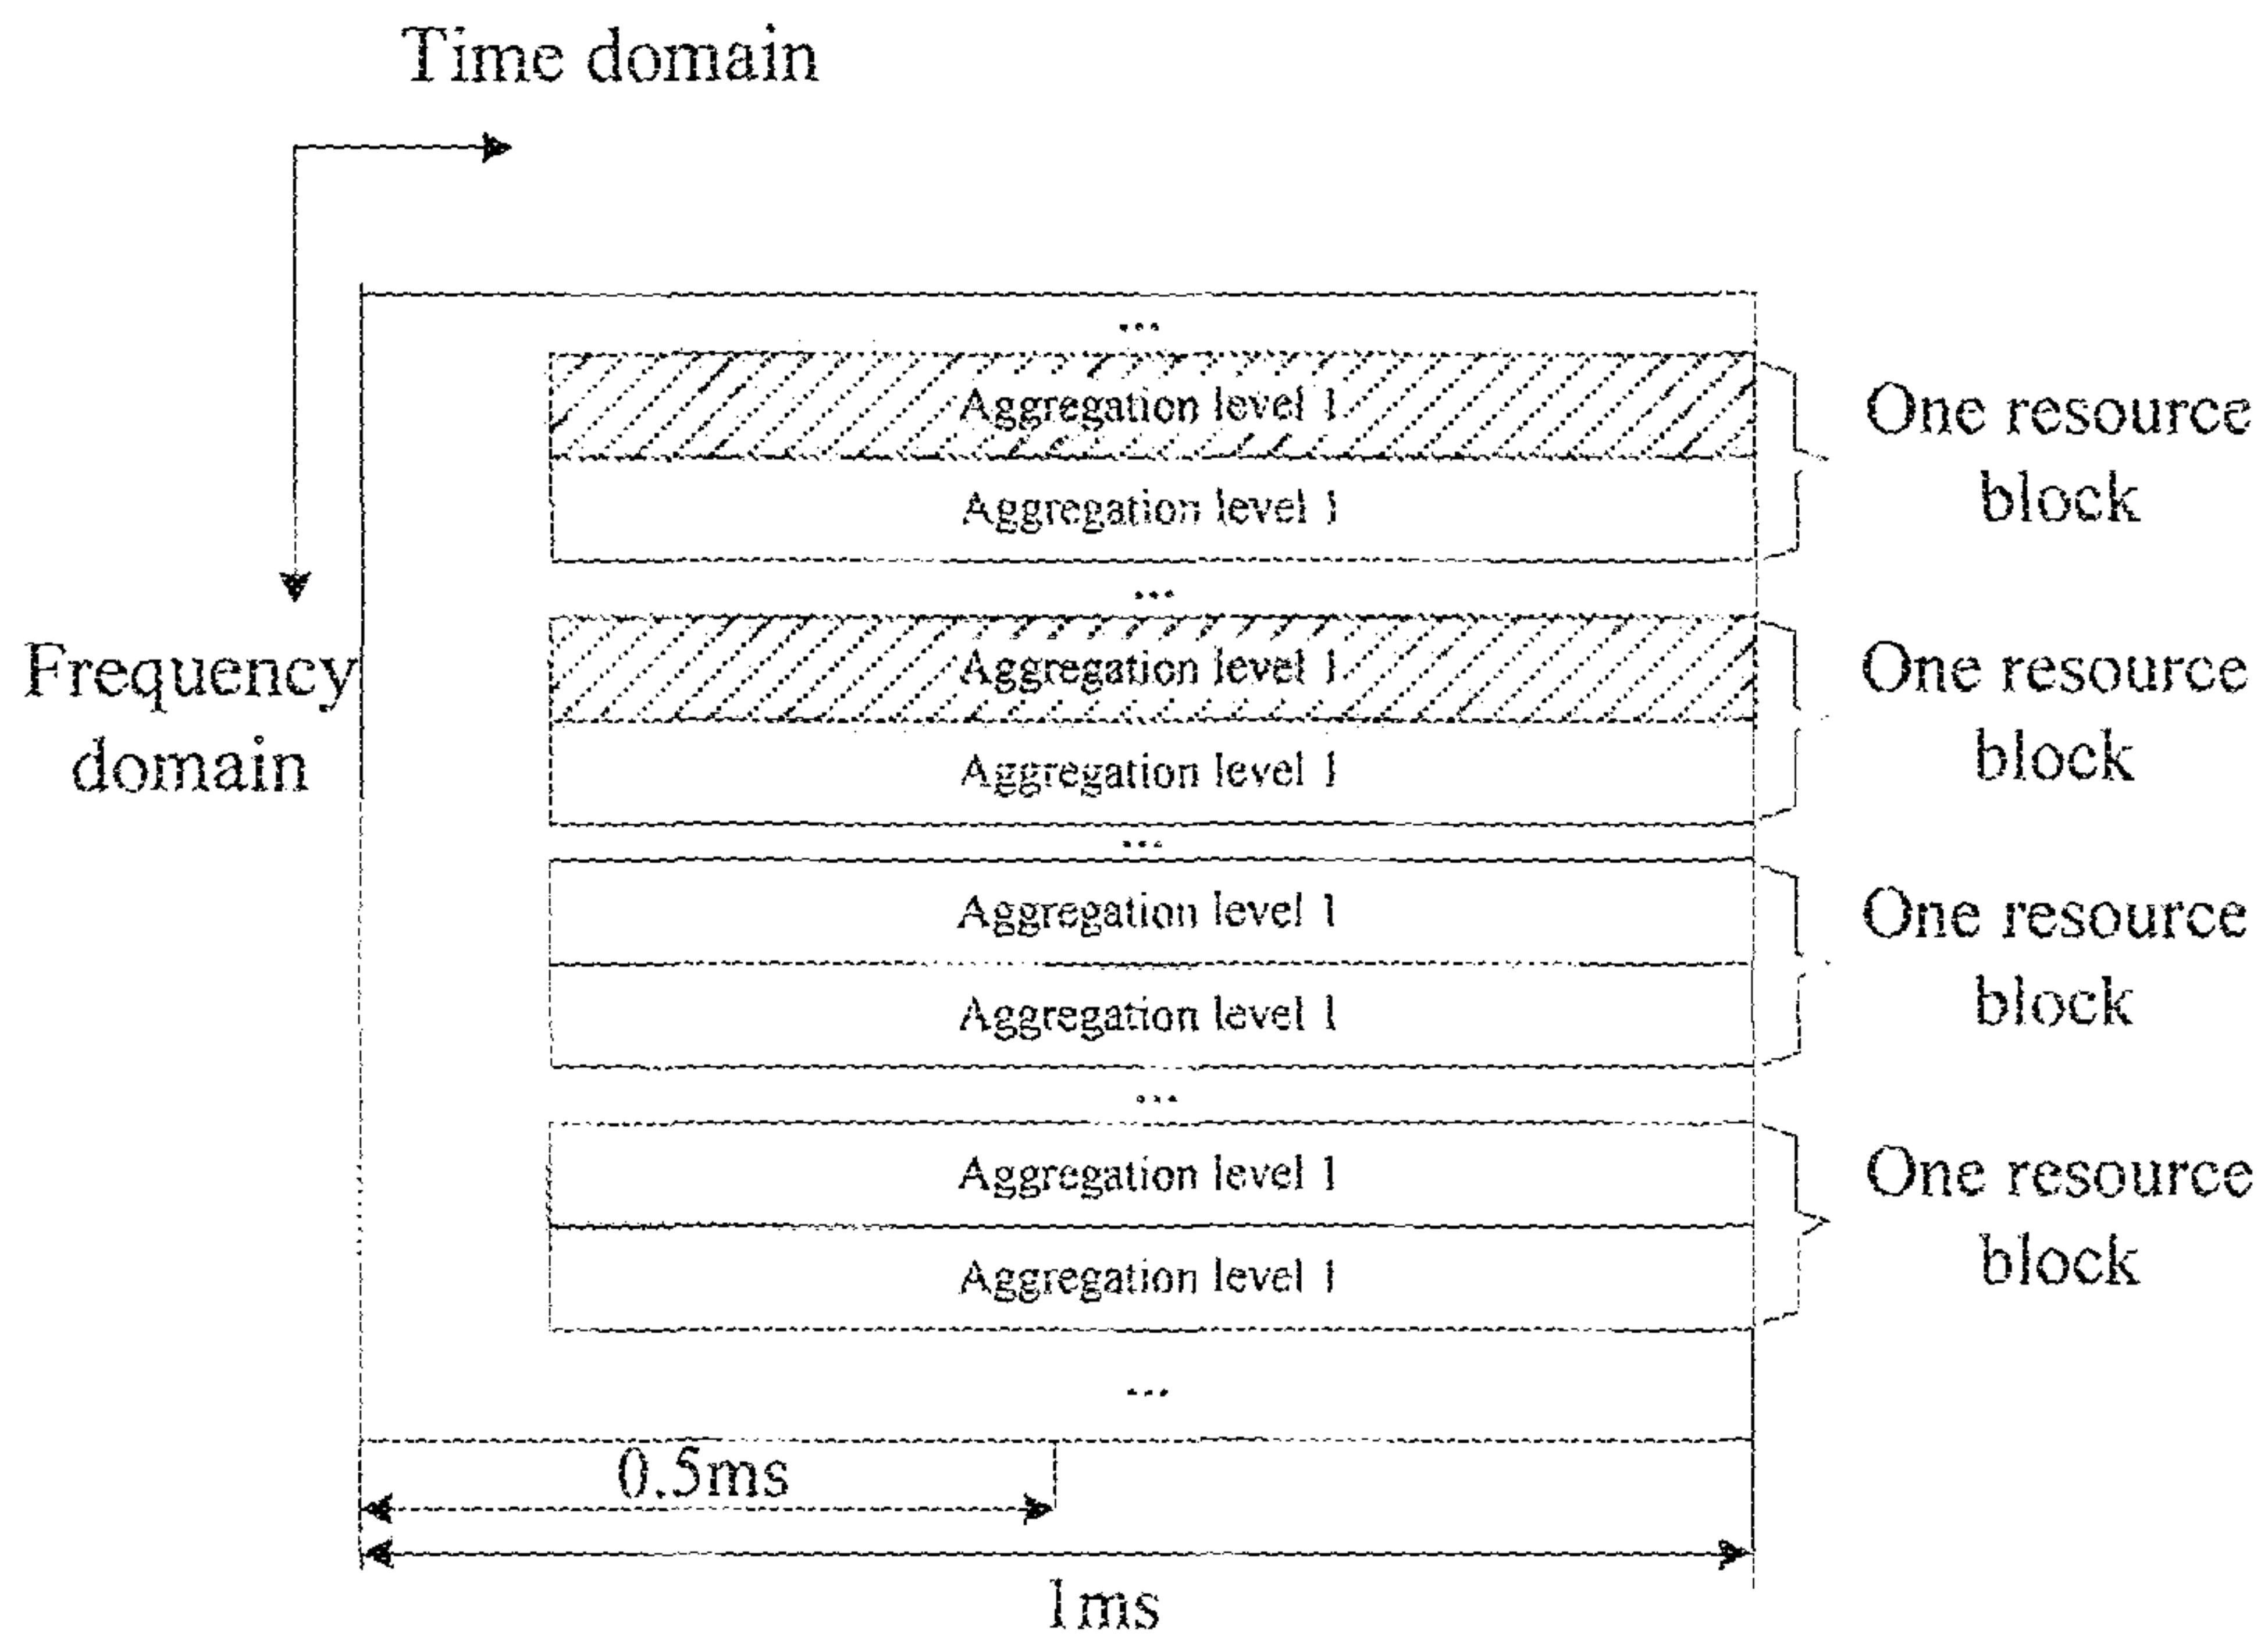 Time domain
...
Aggregation level 1
Aggregation level 1
One resource
block
...
Frequency
domain
Aggregation level 1
Aggregation level 1
One resource
block
...
Aggregation level 1
Aggregation level 1
One resource
block
...
Aggregation level 1
Aggregation level 1
One resource
block
...
0.5ms
1ms